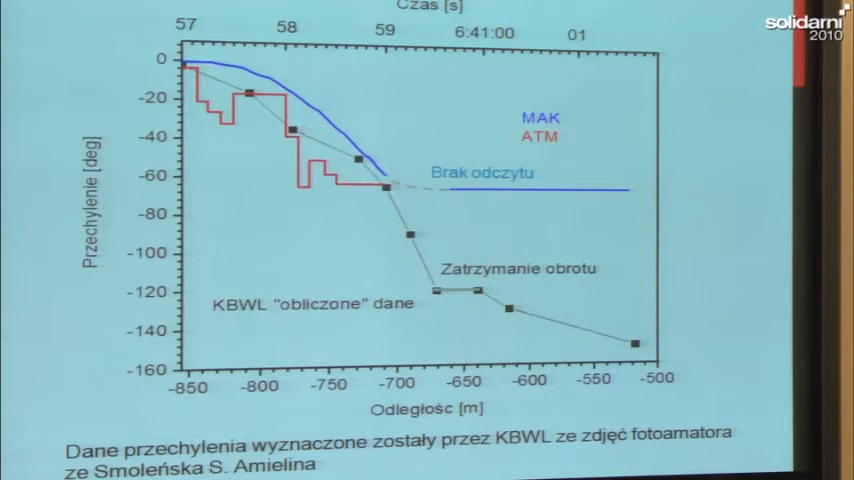 solidarni
2010
Czas [s]
57 58 59 6:41:00 01
0
-20
-40
-60
-80
-100
-120
-140
-160
Przechylenie [deg]
MAK
ATM
Brak odczytu
Zatrzymanie obrotu
KBWL "obliczone" dane
-850 -800 -750 -700 -650 -600 -550 -500
Odległośc [m]
Dane przechylenia wyznaczone zostały przez KBWL ze zdjęć fotoamatora
ze Smoleńska S. Amielina